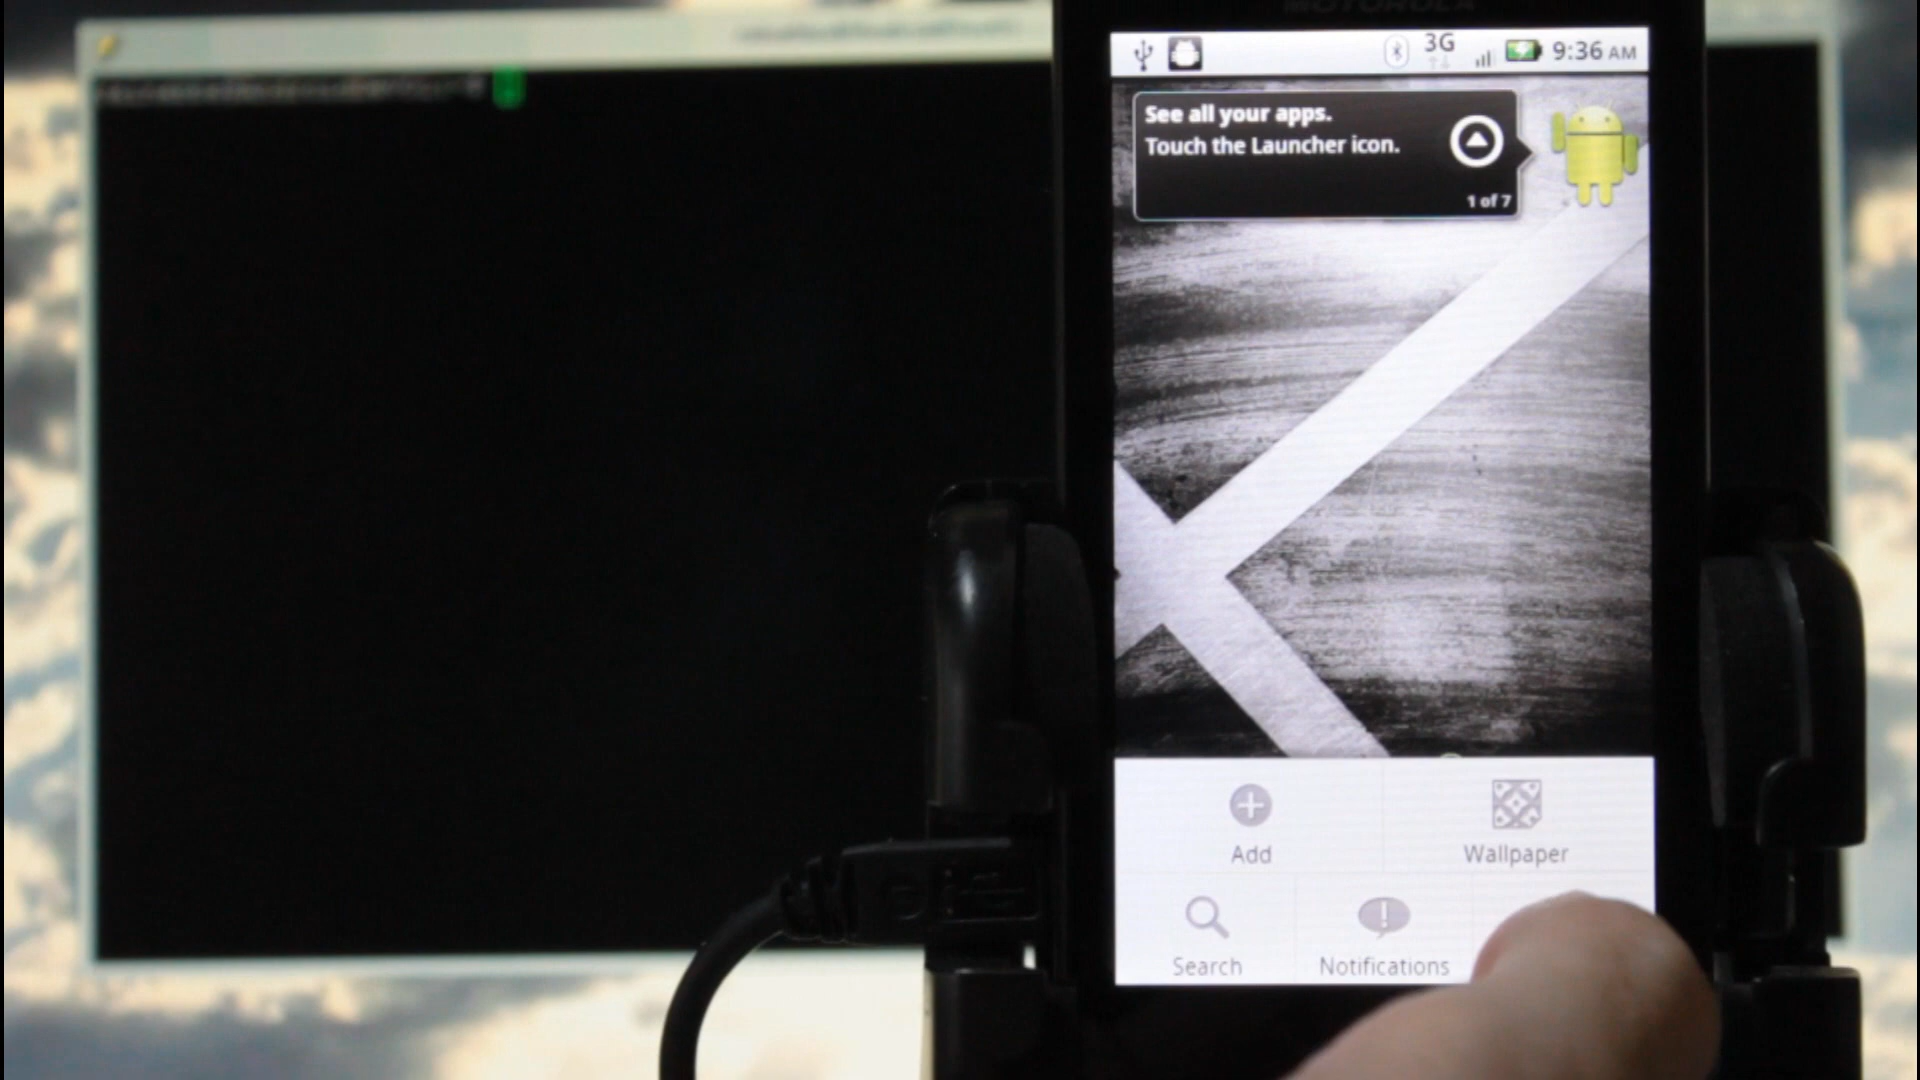 MOTOROLA
3G
9:36 AM
See all your apps.
Touch the Launcher icon.
1 of 7
Add
Wallpaper
Search
Notifications